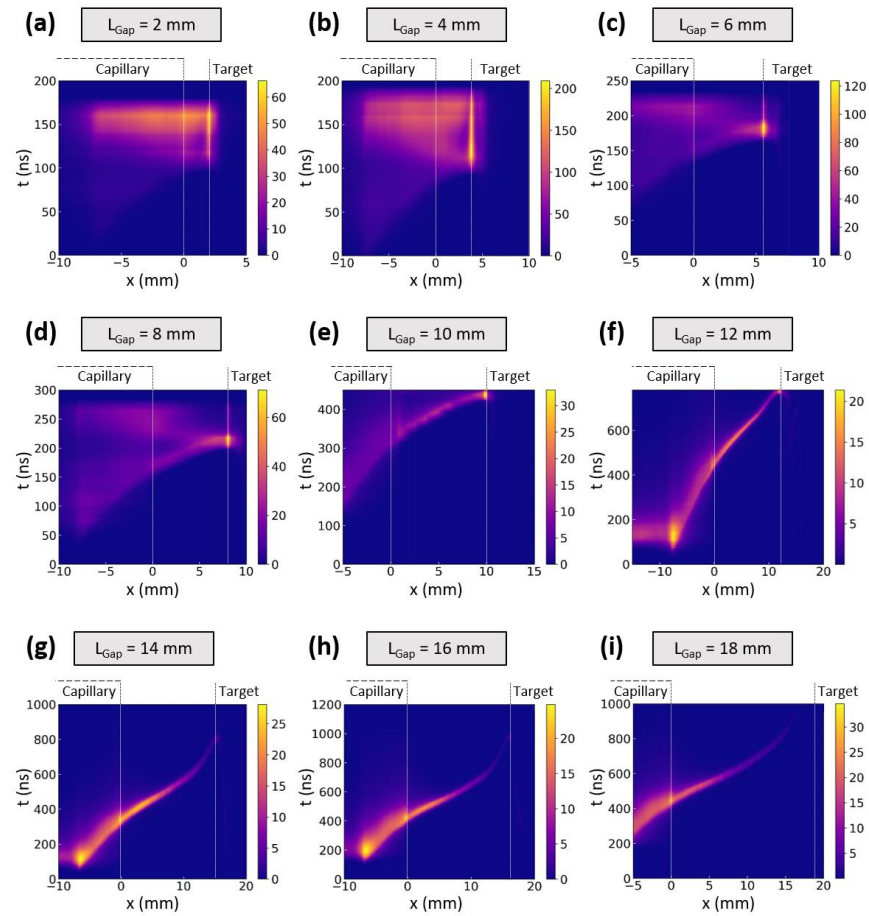 (a) L_Gap = 2 mm
(b) L_Gap = 4 mm
(c) L_Gap = 6 mm
Capillary Target
200
150
100
50
0
t (ns)
−10 −5 0 5
x (mm)
60
50
40
30
20
10
0
Capillary Target
200
150
100
50
0
t (ns)
−10 −5 0 5 10
x (mm)
200
150
100
50
0
Capillary Target
250
200
150
100
50
0
t (ns)
−5 0 5 10
x (mm)
120
100
80
60
40
20
0
(d) L_Gap = 8 mm
(e) L_Gap = 10 mm
(f) L_Gap = 12 mm
Capillary Target
300
250
200
150
100
50
0
t (ns)
−10 −5 0 5 10
x (mm)
60
40
20
0
Capillary Target
400
300
200
100
0
t (ns)
−5 0 5 10 15
x (mm)
30
25
20
15
10
5
0
Capillary Target
600
400
200
0
t (ns)
−10 0 10 20
x (mm)
20
15
10
5
(g) L_Gap = 14 mm
(h) L_Gap = 16 mm
(i) L_Gap = 18 mm
Capillary Target
1000
800
600
400
200
0
t (ns)
−10 0 10 20
x (mm)
25
20
15
10
5
Capillary Target
1200
1000
800
600
400
200
0
t (ns)
−10 0 10 20
x (mm)
20
15
10
5
Capillary Target
1000
800
600
400
200
0
t (ns)
−5 0 5 10 15 20
x (mm)
30
25
20
15
10
5